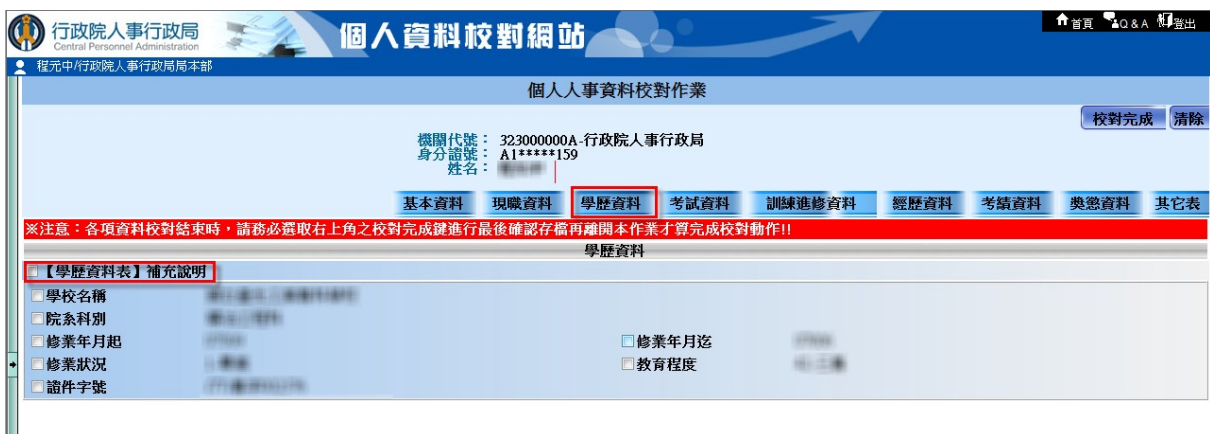 行政院人事行政局
Central Personnel Administration
個人資料校對網站
首頁 Q&A 登出
程元中/行政院人事行政局局本部
個人人事資料校對作業
校對完成 清除
機關代號： 323000000A-行政院人事行政局
身分證號： A1*****159
姓名：
基本資料 現職資料 學歷資料 考試資料 訓練進修資料 經歷資料 考績資料 獎懲資料 其它表
※注意：各項資料校對結束時，請務必選取右上角之校對完成鍵進行最後確認存檔再離開本作業才算完成校對動作!!
學歷資料
【學歷資料表】補充說明
學校名稱
院系科別
修業年月起 修業年月迄
修業狀況 教育程度
證件字號